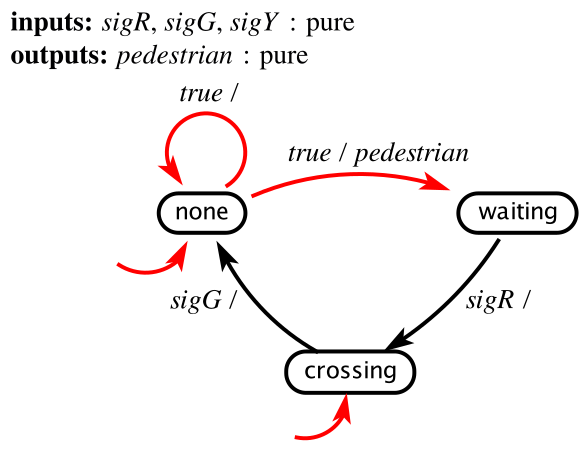 inputs: sigR, sigG, sigY : pure
outputs: pedestrian : pure
true /
true / pedestrian
none
waiting
sigG /
sigR /
crossing